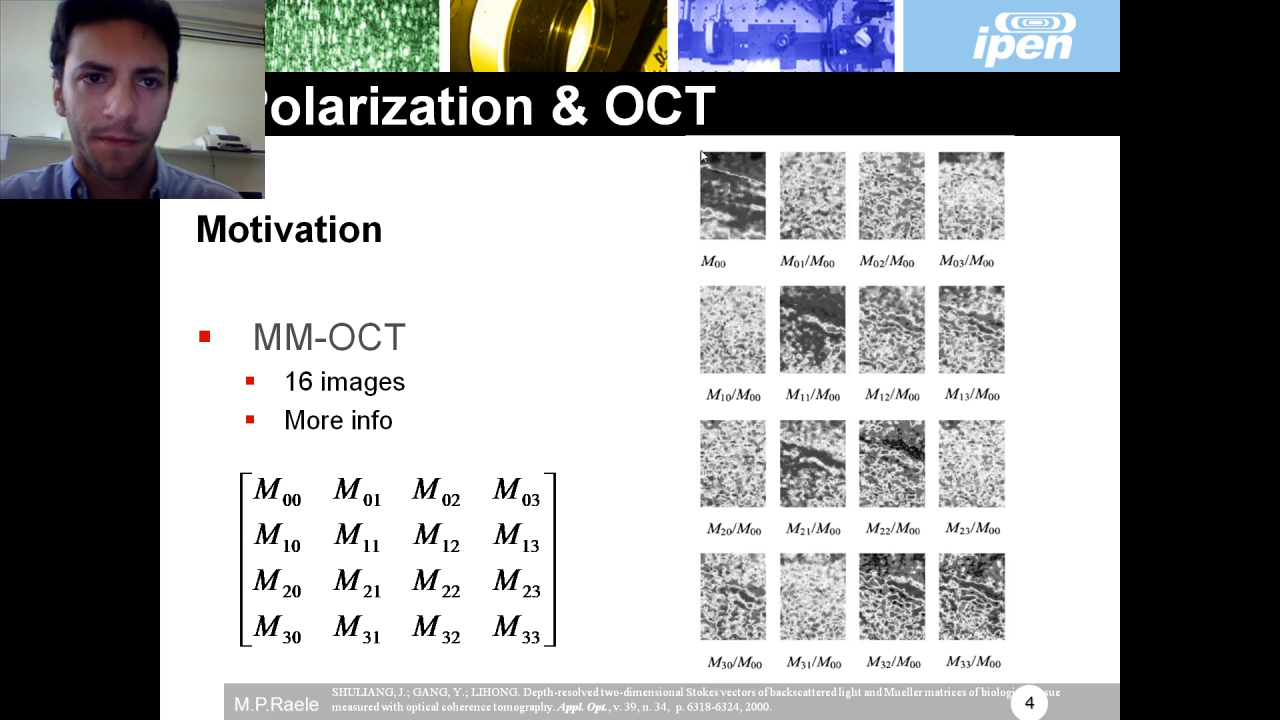 ipen
Polarization & OCT
Motivation
MM-OCT
16 images
More info
M00 M01 M02 M03
M10 M11 M12 M13
M20 M21 M22 M23
M30 M31 M32 M33
M00 M01/M00 M02/M00 M03/M00
M10/M00 M11/M00 M12/M00 M13/M00
M20/M00 M21/M00 M22/M00 M23/M00
M30/M00 M31/M00 M32/M00 M33/M00
M.P.Raele
SHULIANG, J.; GANG, Y.; LIHONG. Depth-resolved two-dimensional Stokes vectors of backscattered light and Mueller matrices of biological tissue
measured with optical coherence tomography. Appl. Opt., v. 39, n. 34, p. 6318-6324, 2000.
4